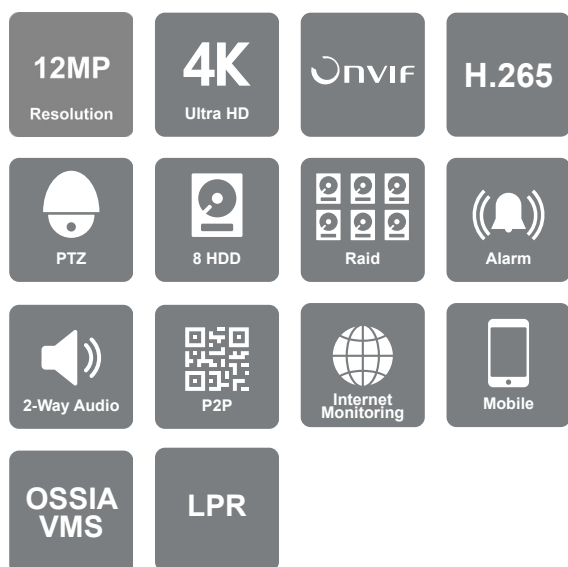 12MP
Resolution
4K
Ultra HD
ONVIF
H.265
PTZ
8 HDD
Raid
Alarm
2-Way Audio
P2P
Internet
Monitoring
Mobile
OSSIA
VMS
LPR